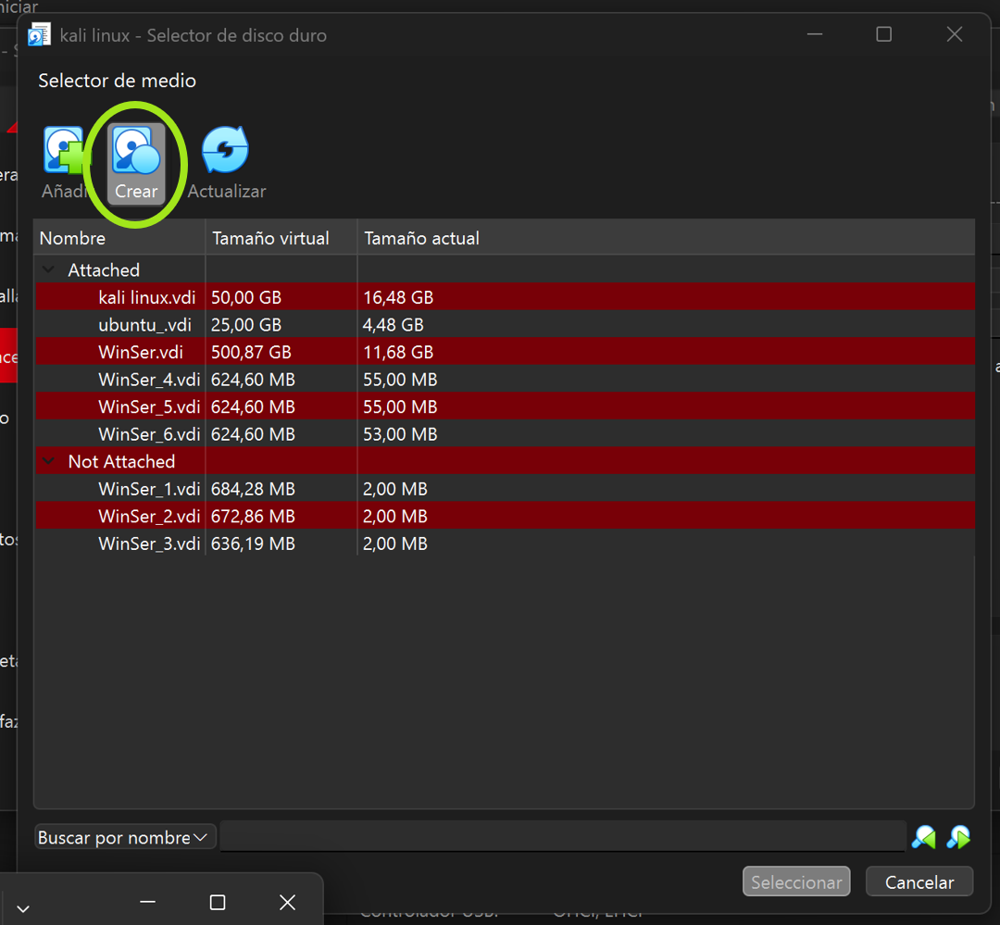 niciar
kali linux - Selector de disco duro
Selector de medio
Añadi Crear Actualizar
Nombre Tamaño virtual Tamaño actual
Attached
kali linux.vdi 50,00 GB 16,48 GB
ubuntu_.vdi 25,00 GB 4,48 GB
WinSer.vdi 500,87 GB 11,68 GB
WinSer_4.vdi 624,60 MB 55,00 MB
WinSer_5.vdi 624,60 MB 55,00 MB
WinSer_6.vdi 624,60 MB 53,00 MB
Not Attached
WinSer_1.vdi 684,28 MB 2,00 MB
WinSer_2.vdi 672,86 MB 2,00 MB
WinSer_3.vdi 636,19 MB 2,00 MB
Buscar por nombre
Seleccionar Cancelar
Controlador USB: OHCI, EHCI